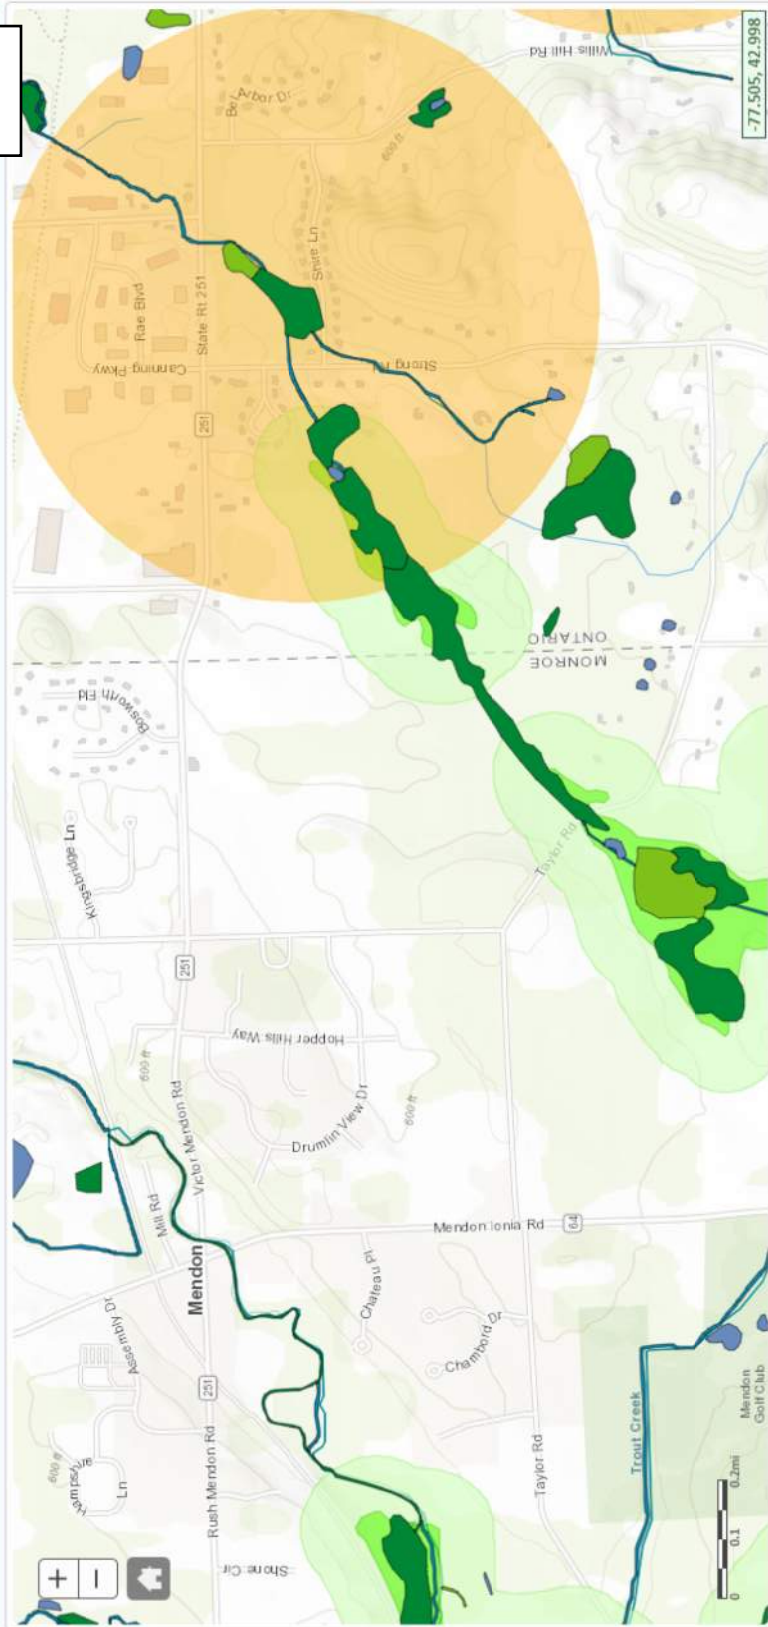 Willis Hill Rd
-77.505, 42.998
Bel Arbor Dr
600 ft
Shire Ln
Rae Blvd
State Rt 251
Canning Pkwy
Strong Rd
251
ONTARIO
MONROE
Bosworth Fld
Kingsbridge Ln
Taylor Rd
251
Hopper Hills Way
600 ft
Victor Mendon Rd
Drumlin View Dr
600 ft
Mill Rd
Mendon Ionia Rd
64
Mendon
Chateau Pl
Assembly Dr
Chambord Dr
251
Rush Mendon Rd
Taylor Rd
Trout Creek
Mendon
Golf Club
600 ft
Hampshire
Ln
Shone Cir
+
−
0 0.1 0.2mi